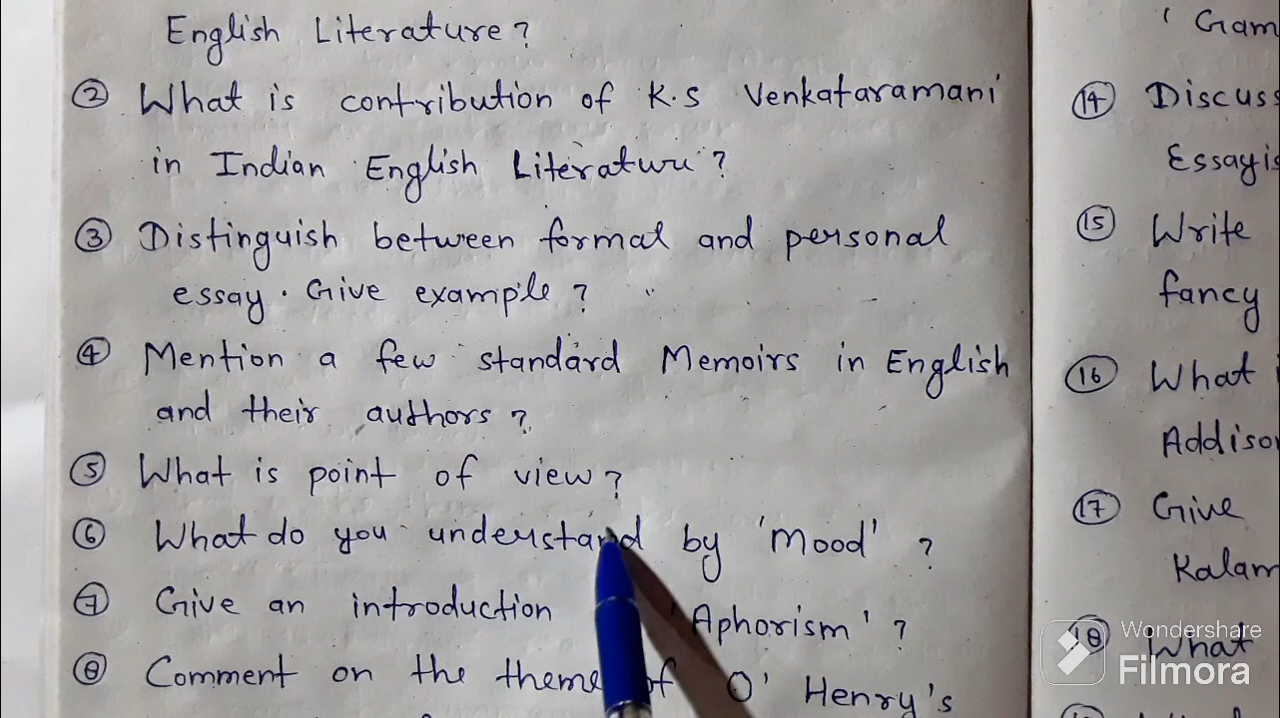 English Literature?
② What is contribution of K.S Venkataramani
in Indian English Literature?
③ Distinguish between formal and personal
essay. Give example?
④ Mention a few standard Memoirs in English
and their authors?
⑤ What is point of view?
⑥ What do you understand by 'Mood' ?
⑦ Give an introduction 'Aphorism' ?
⑧ Comment on the theme of O' Henry's
' Gam
⑭ Discuss
Essayis
⑮ Write
fancy
⑯ What
Addison
⑰ Give
Kalam
⑱ What
Wondershare
Filmora